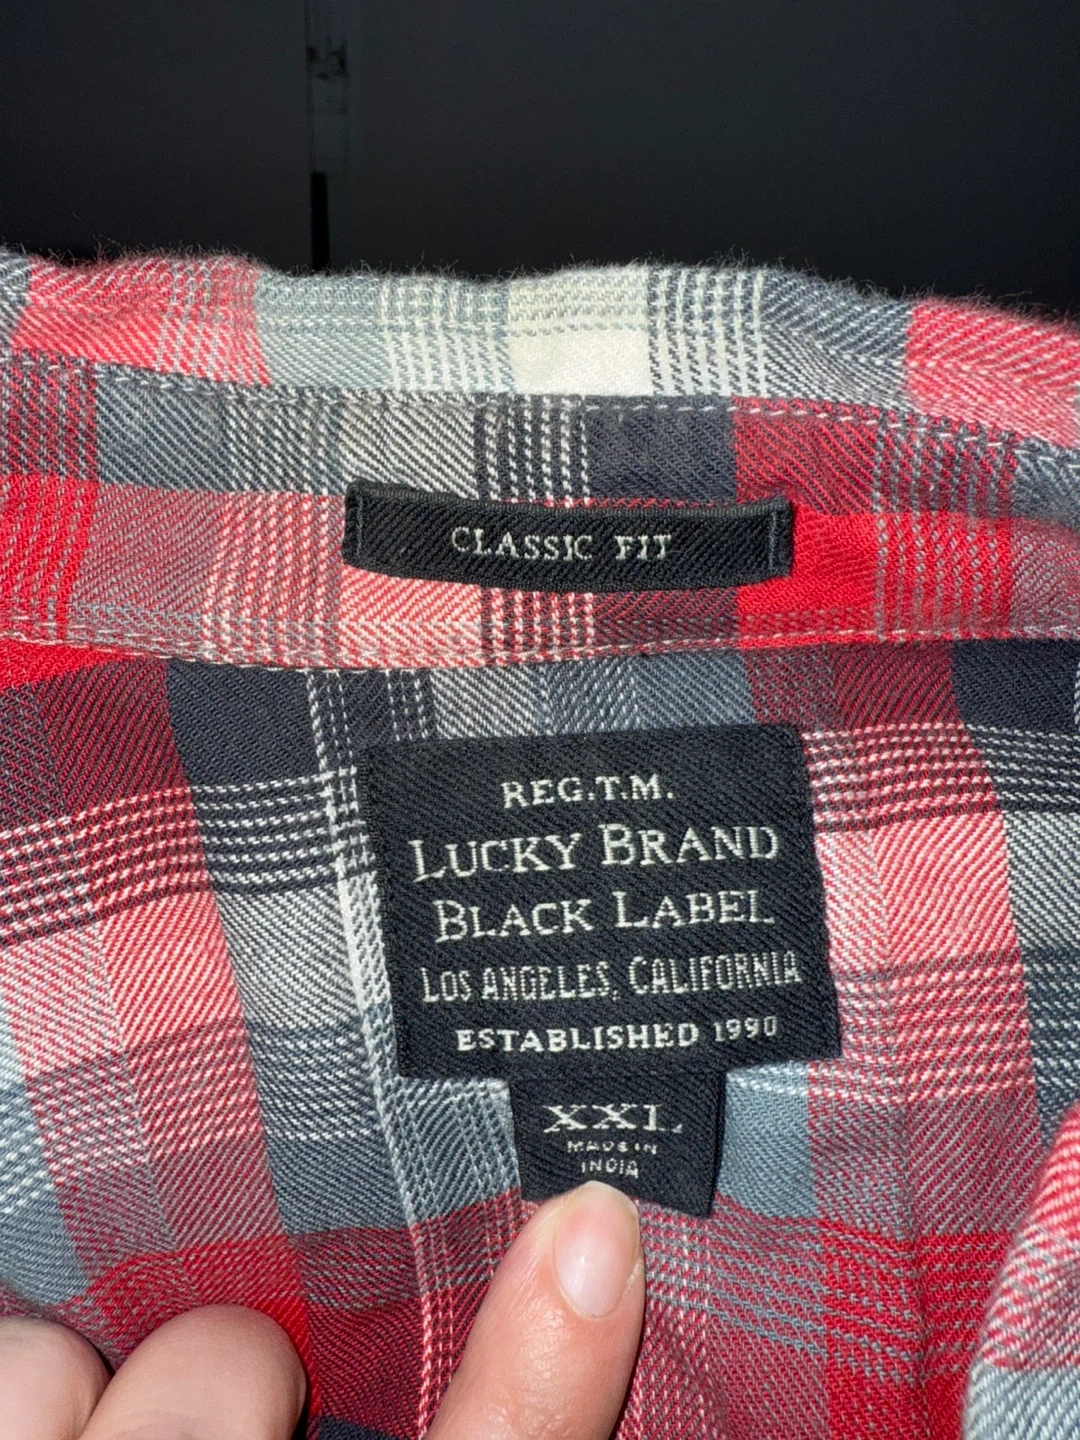 CLASSIC FIT
REG.T.M.
LUCKY BRAND
BLACK LABEL
LOS ANGELES, CALIFORNIA
ESTABLISHED 1990
XXL
MADE IN
INDIA